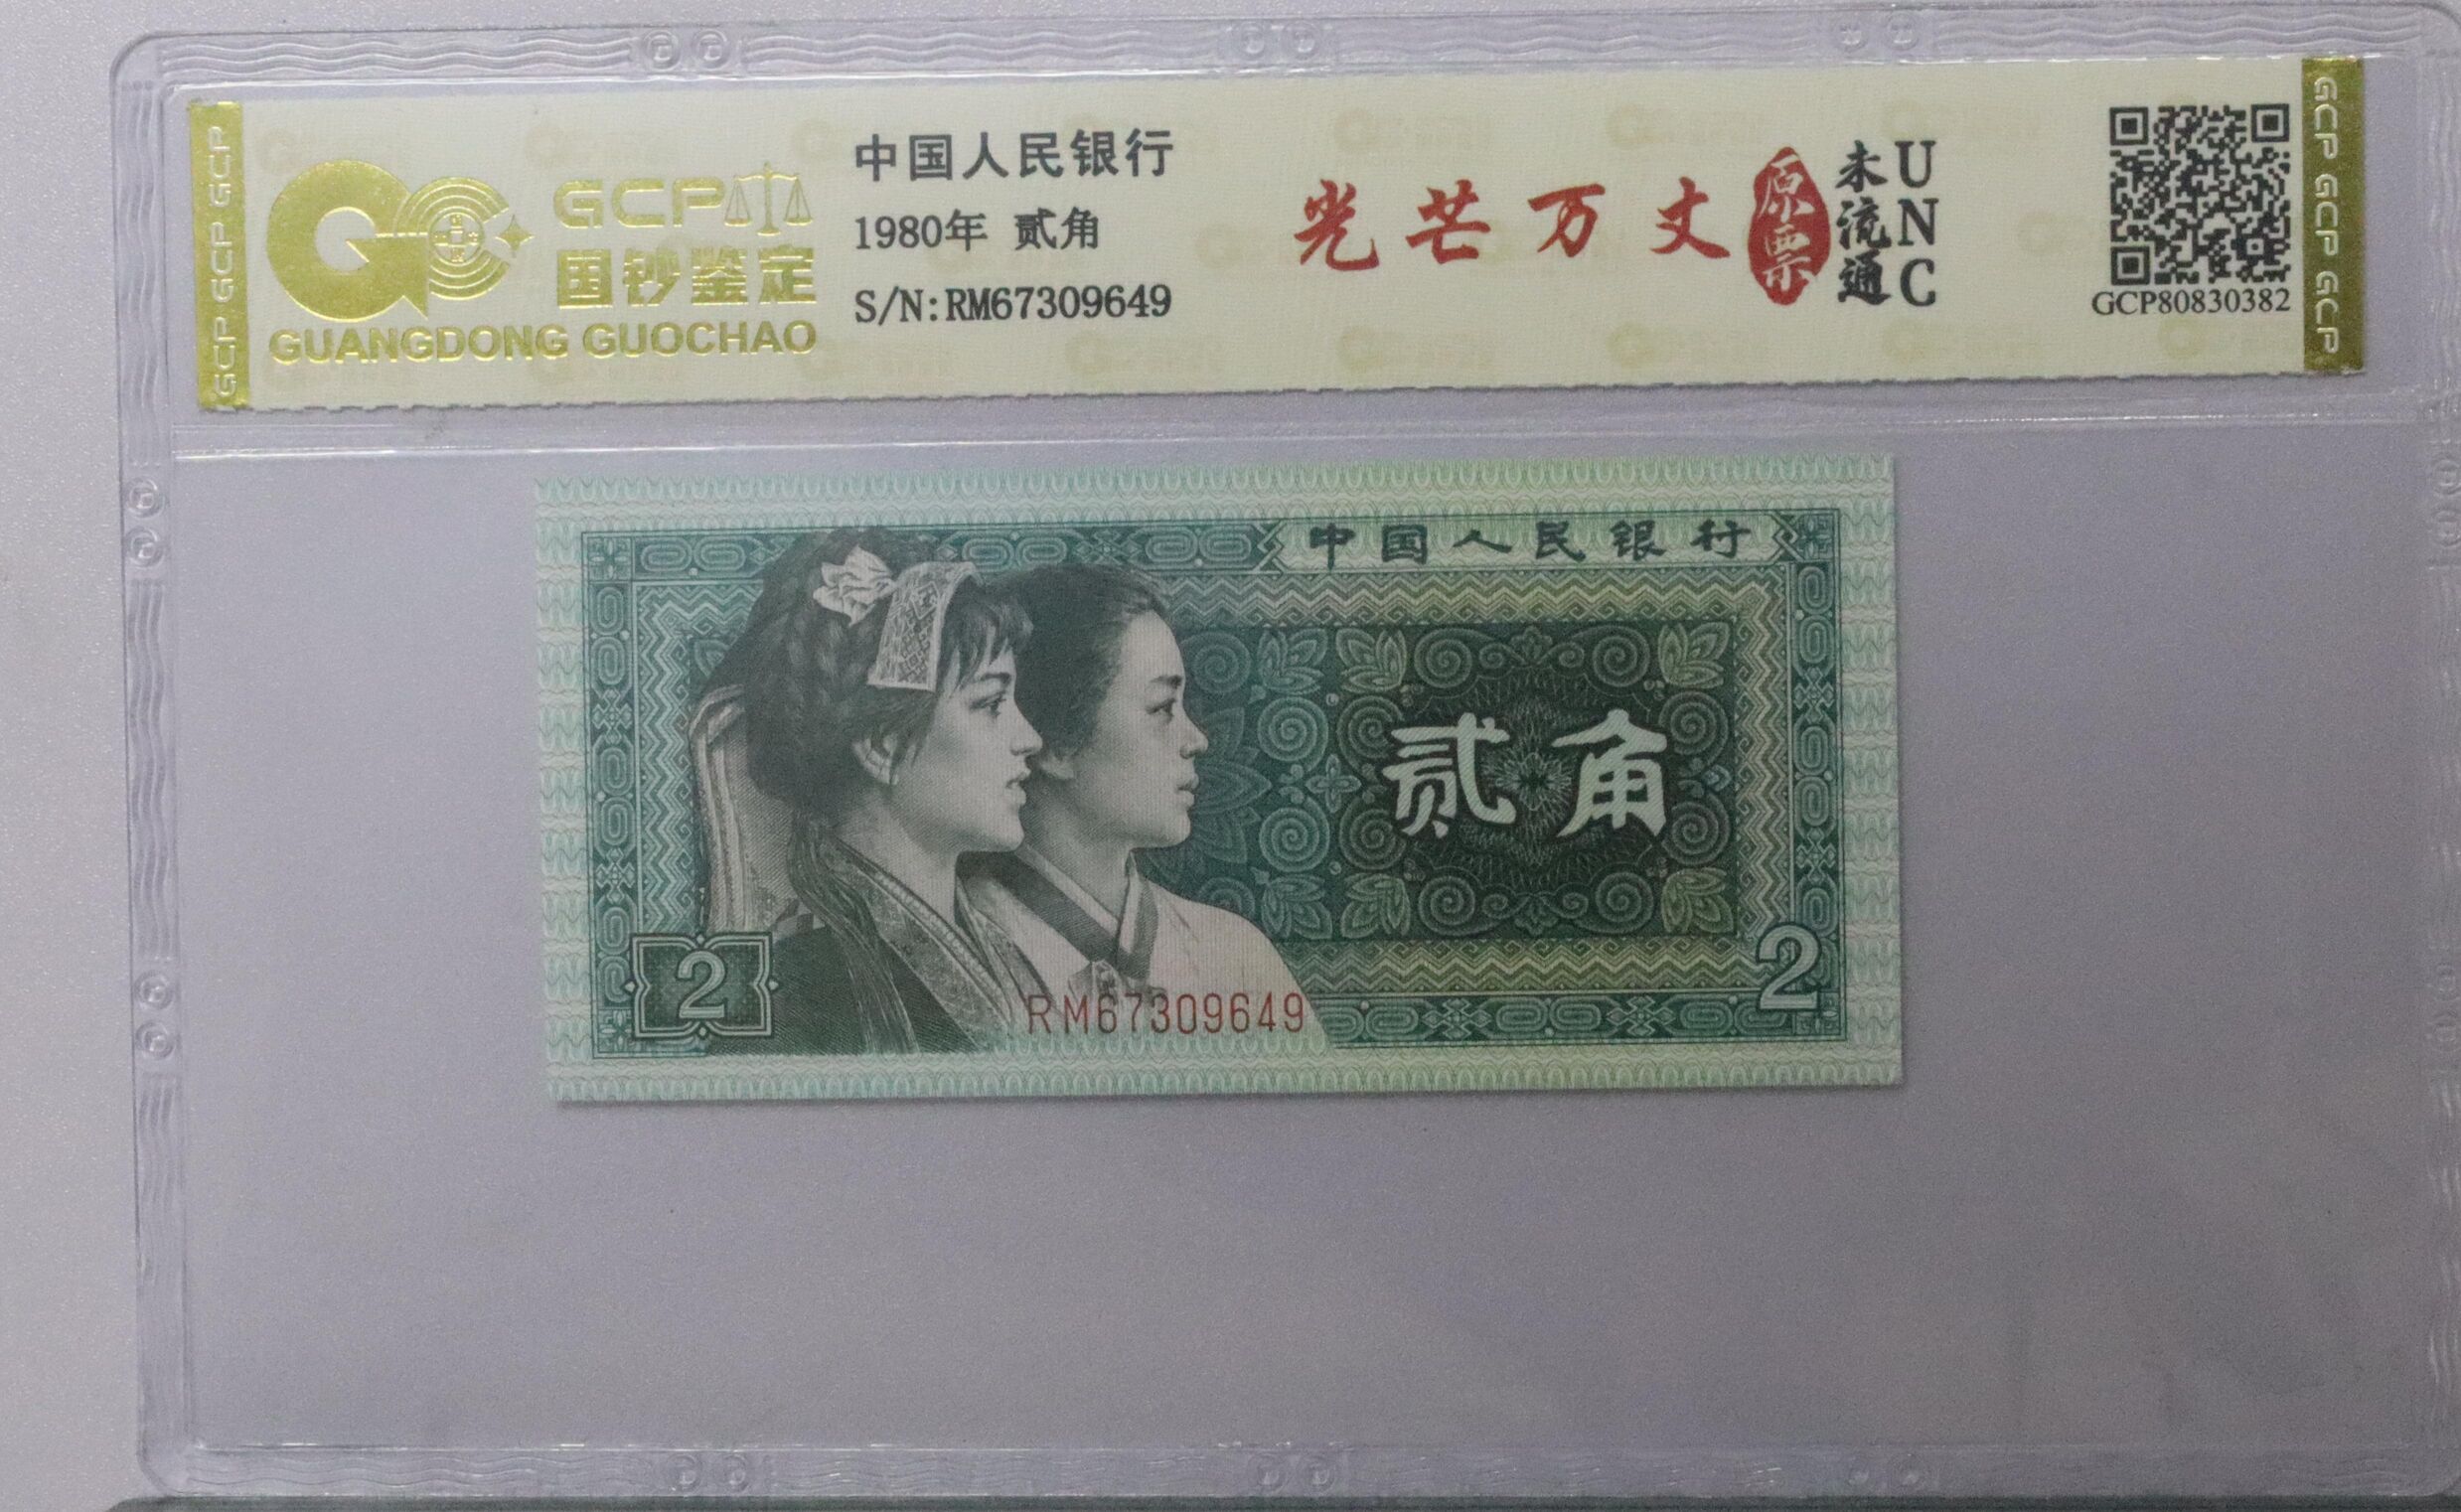 GCP GCP GCP
GCP
国钞鉴定
GUANGDONG GUOCHAO
中国人民银行
1980年 贰角
S/N:RM67309649
光芒万丈
原票
未流通
UNC
GCP80830382
GCP GCP GCP
中国人民银行
贰角
2
2
RM67309649